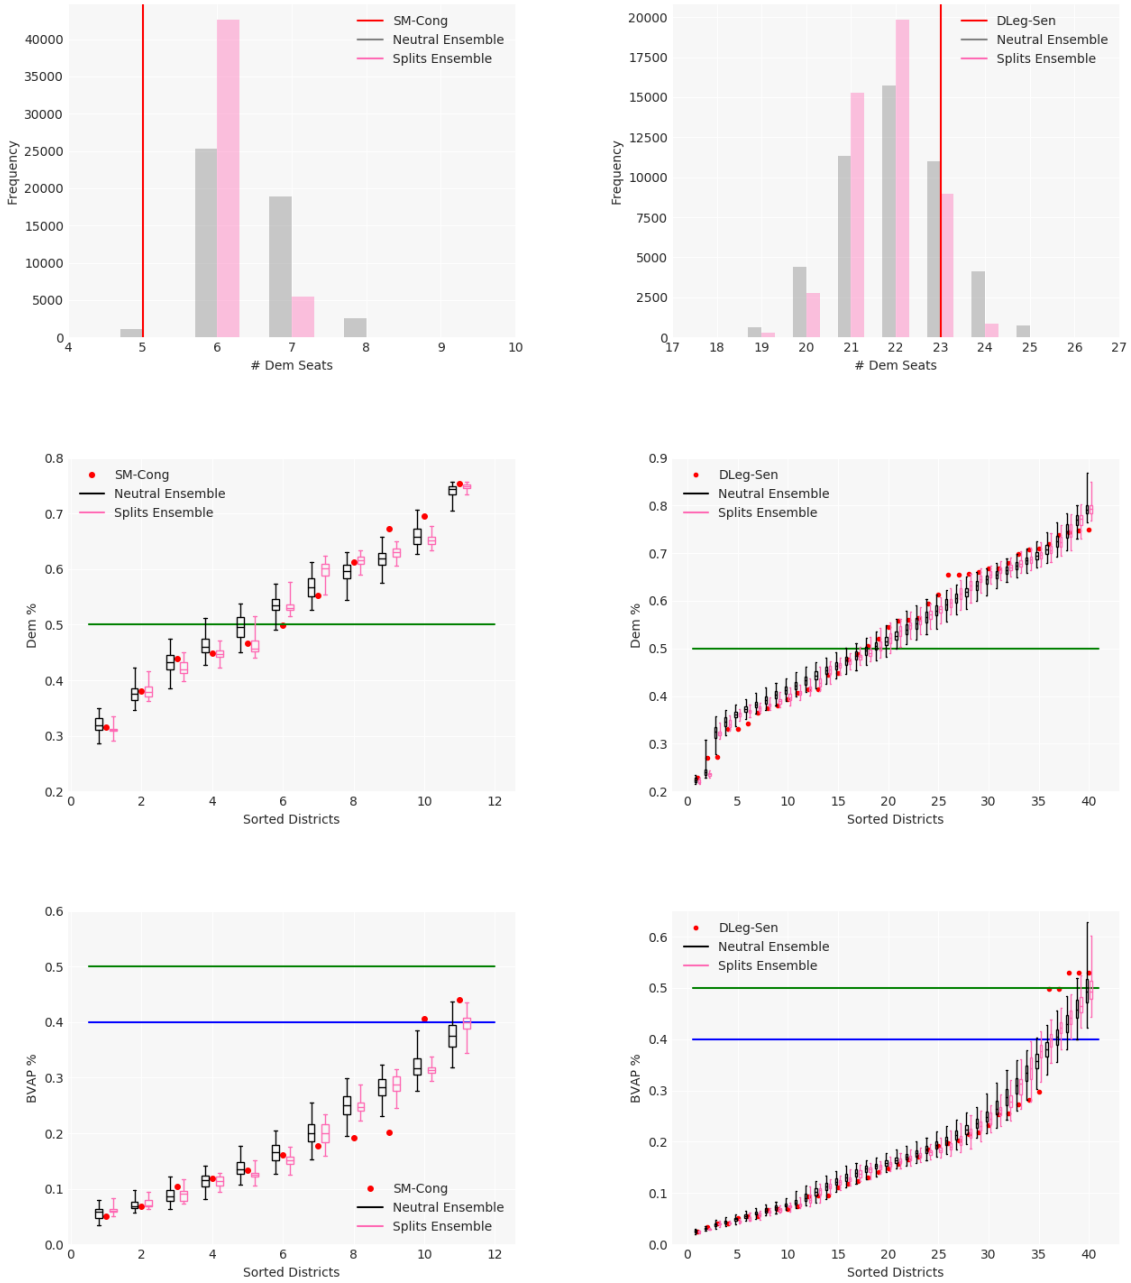 SM-Cong
Neutral Ensemble
Splits Ensemble
Frequency
40000
35000
30000
25000
20000
15000
10000
5000
0
4 5 6 7 8 9 10
# Dem Seats
DLeg-Sen
Neutral Ensemble
Splits Ensemble
Frequency
20000
17500
15000
12500
10000
7500
5000
2500
0
17 18 19 20 21 22 23 24 25 26 27
# Dem Seats
SM-Cong
Neutral Ensemble
Splits Ensemble
Dem %
0.8
0.7
0.6
0.5
0.4
0.3
0.2
0 2 4 6 8 10 12
Sorted Districts
DLeg-Sen
Neutral Ensemble
Splits Ensemble
Dem %
0.9
0.8
0.7
0.6
0.5
0.4
0.3
0.2
0 5 10 15 20 25 30 35 40
Sorted Districts
BVAP %
0.6
0.5
0.4
0.3
0.2
0.1
0.0
SM-Cong
Neutral Ensemble
Splits Ensemble
0 2 4 6 8 10 12
Sorted Districts
DLeg-Sen
Neutral Ensemble
Splits Ensemble
BVAP %
0.6
0.5
0.4
0.3
0.2
0.1
0.0
0 5 10 15 20 25 30 35 40
Sorted Districts